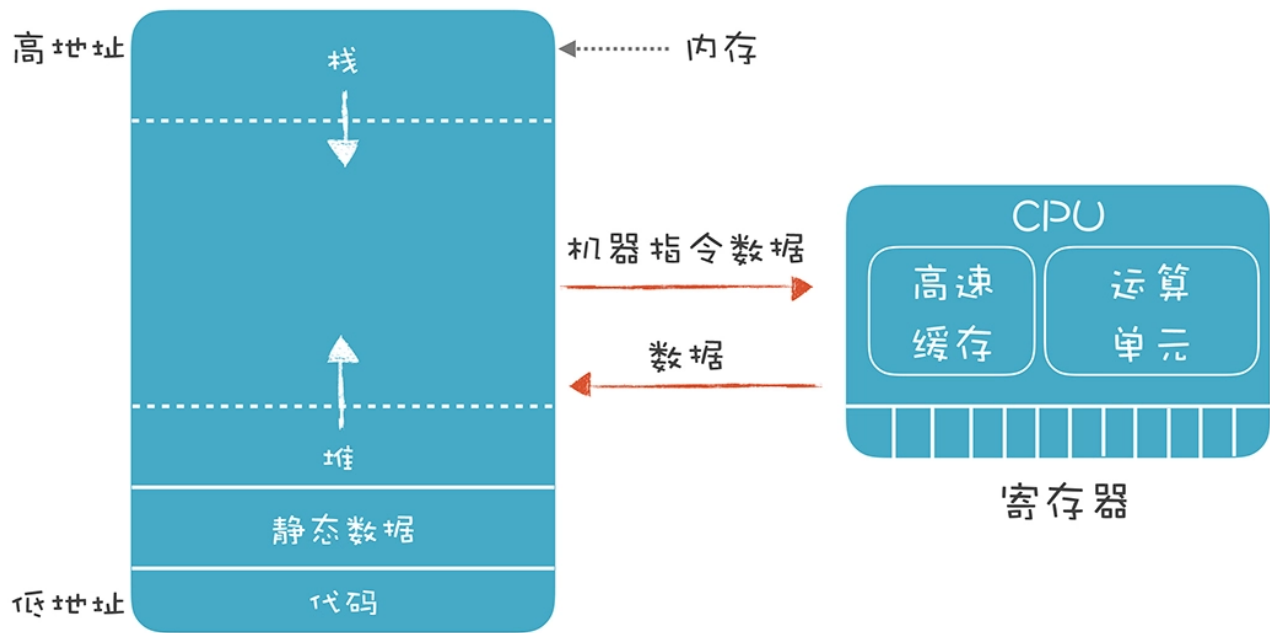 高地址
栈
内存
机器指令数据
数据
堆
静态数据
低地址
代码
CPU
高速
缓存
运算
单元
寄存器